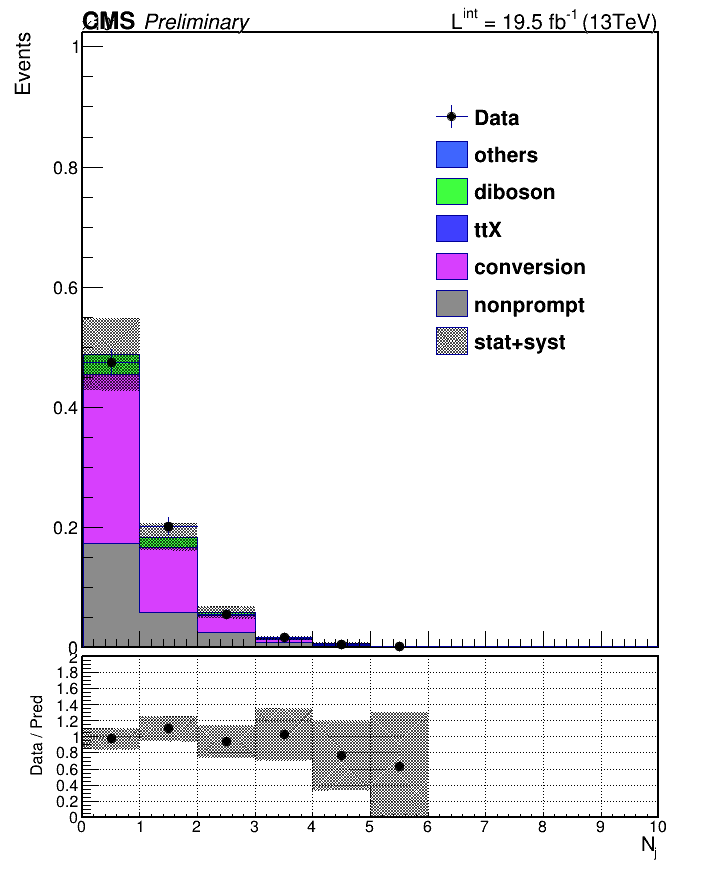 CMS Preliminary L^int = 19.5 fb^-1 (13TeV)
Events
1
0.8
0.6
0.4
0.2
0
Data
others
diboson
ttX
conversion
nonprompt
stat+syst
Data / Pred
2
1.8
1.6
1.4
1.2
1
0.8
0.6
0.4
0.2
0
0 1 2 3 4 5 6 7 8 9 10
N_j